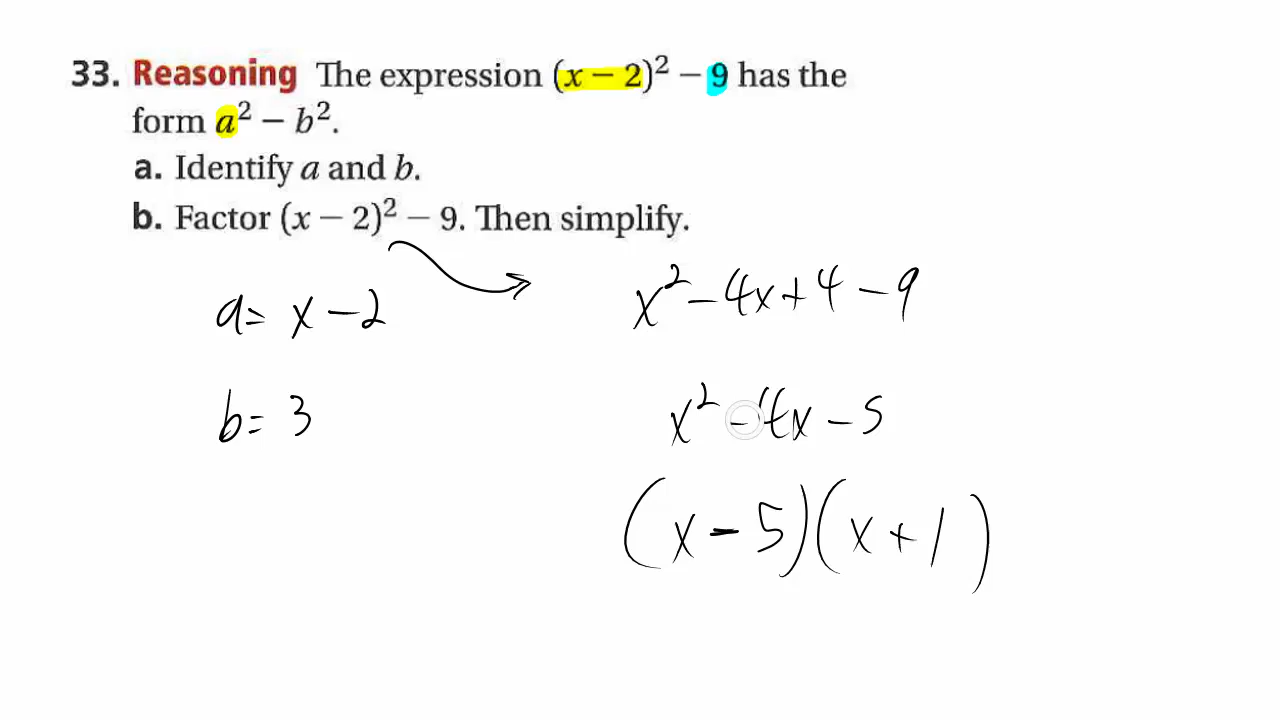 33. Reasoning The expression (x − 2)² − 9 has the
form a² − b².
a. Identify a and b.
b. Factor (x − 2)² − 9. Then simplify.
a = x − 2
b = 3
x² − 4x + 4 − 9
x² − 4x − 5
(x − 5)(x + 1)